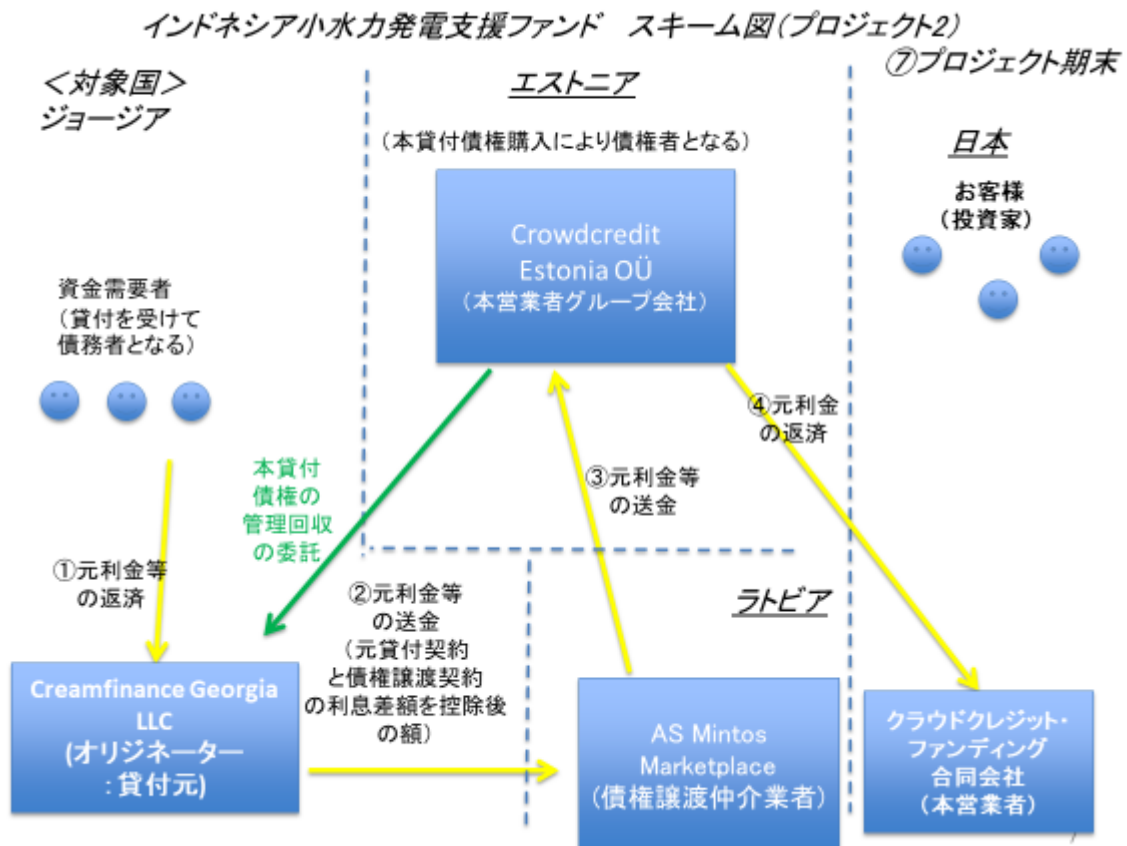 インドネシア小水力発電支援ファンド　スキーム図(プロジェクト2)
⑦プロジェクト期末
＜対象国＞
ジョージア
エストニア
（本貸付債権購入により債権者となる）
Crowdcredit
Estonia OÜ
（本営業者グループ会社）
日本
お客様
（投資家）
資金需要者
（貸付を受けて
債務者となる）
本貸付
債権の
管理回収
の委託
①元利金等
の返済
②元利金等
の送金
（元貸付契約
と債権譲渡契約
の利息差額を控除後
の額）
③元利金等
の送金
④元利金
の返済
ラトビア
Creamfinance Georgia
LLC
(オリジネーター
：貸付元)
AS Mintos
Marketplace
（債権譲渡仲介業者）
クラウドクレジット・
ファンディング
合同会社
（本営業者）